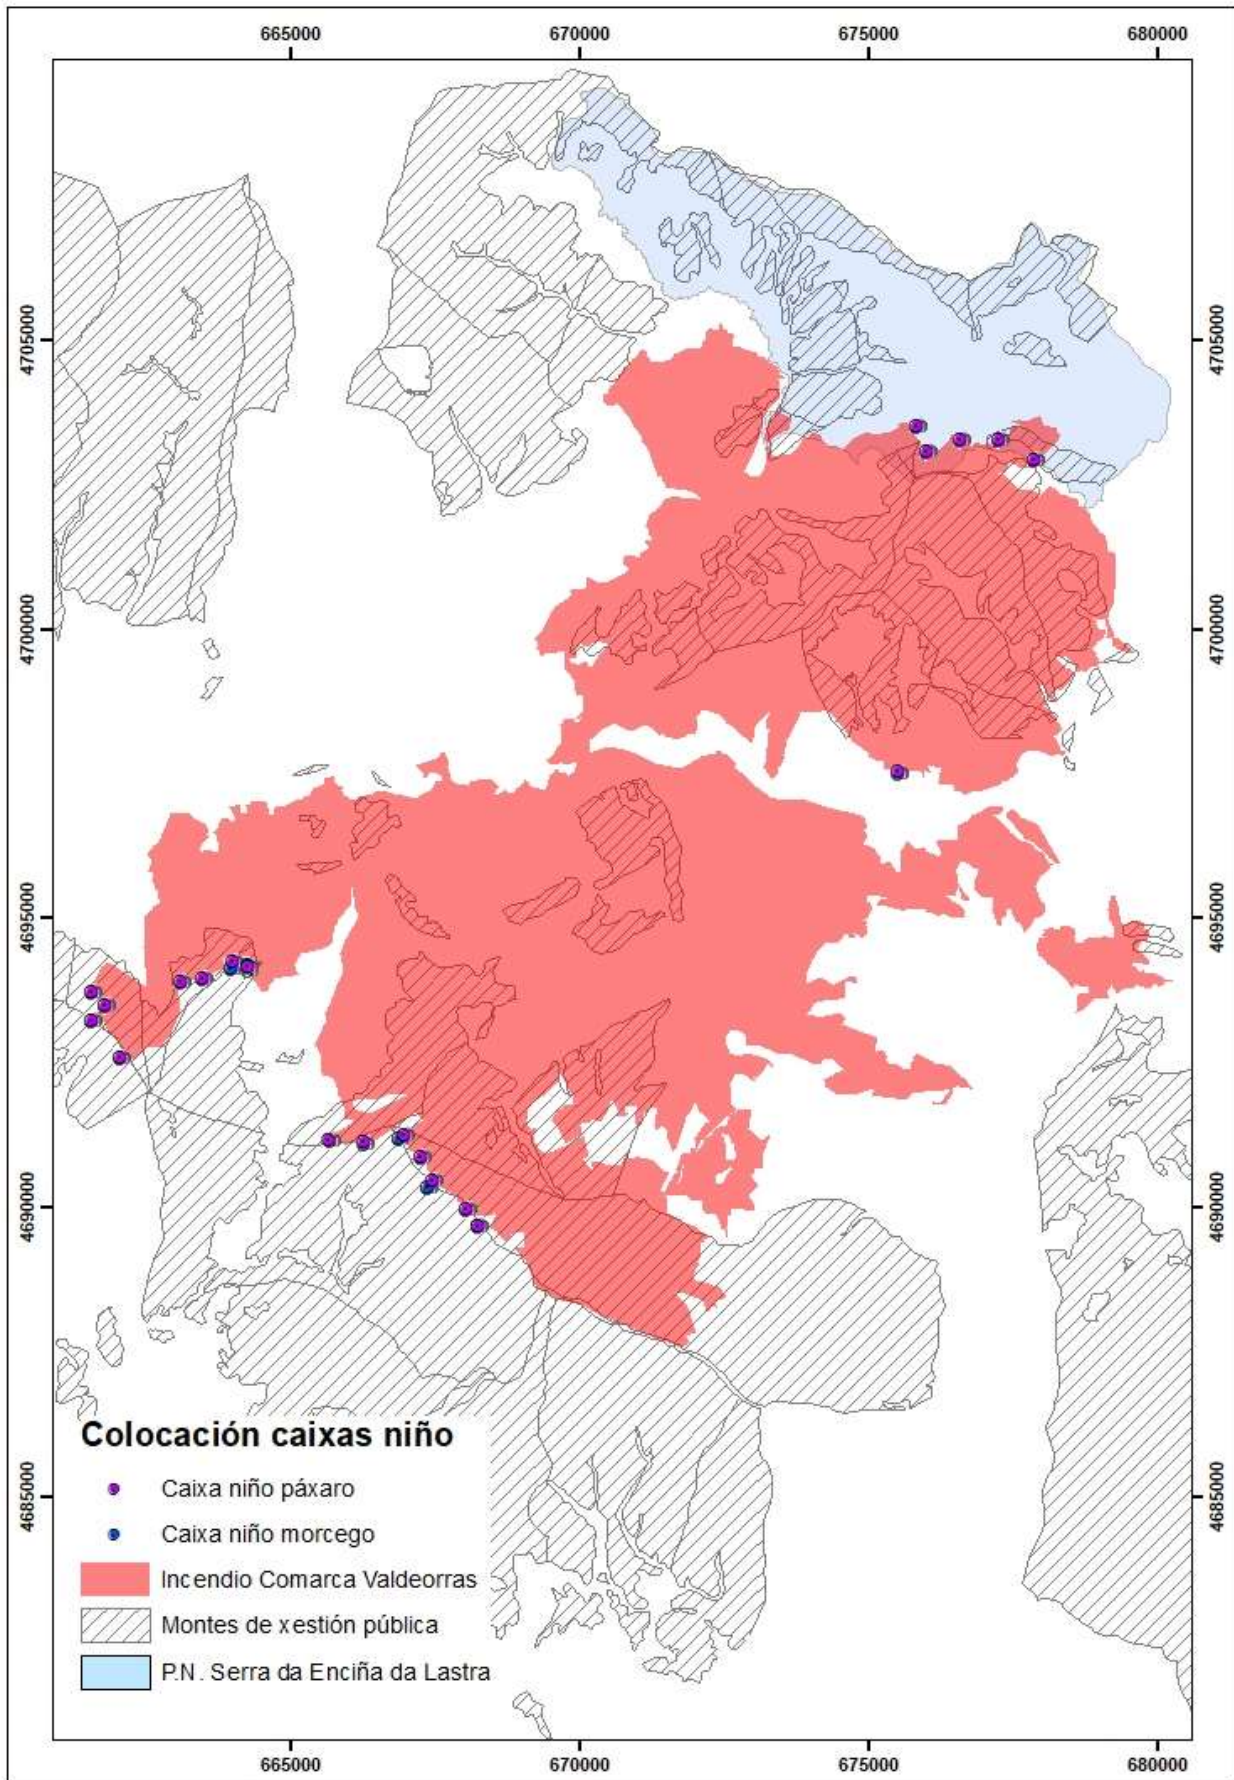 665000 670000 675000 680000
4705000 4705000
4700000 4700000
4695000 4695000
4690000 4690000
4685000 4685000
Colocación caixas niño
Caixa niño páxaro
Caixa niño morcego
Incendio Comarca Valdeorras
Montes de xestión pública
P.N. Serra da Enciña da Lastra
665000 670000 675000 680000